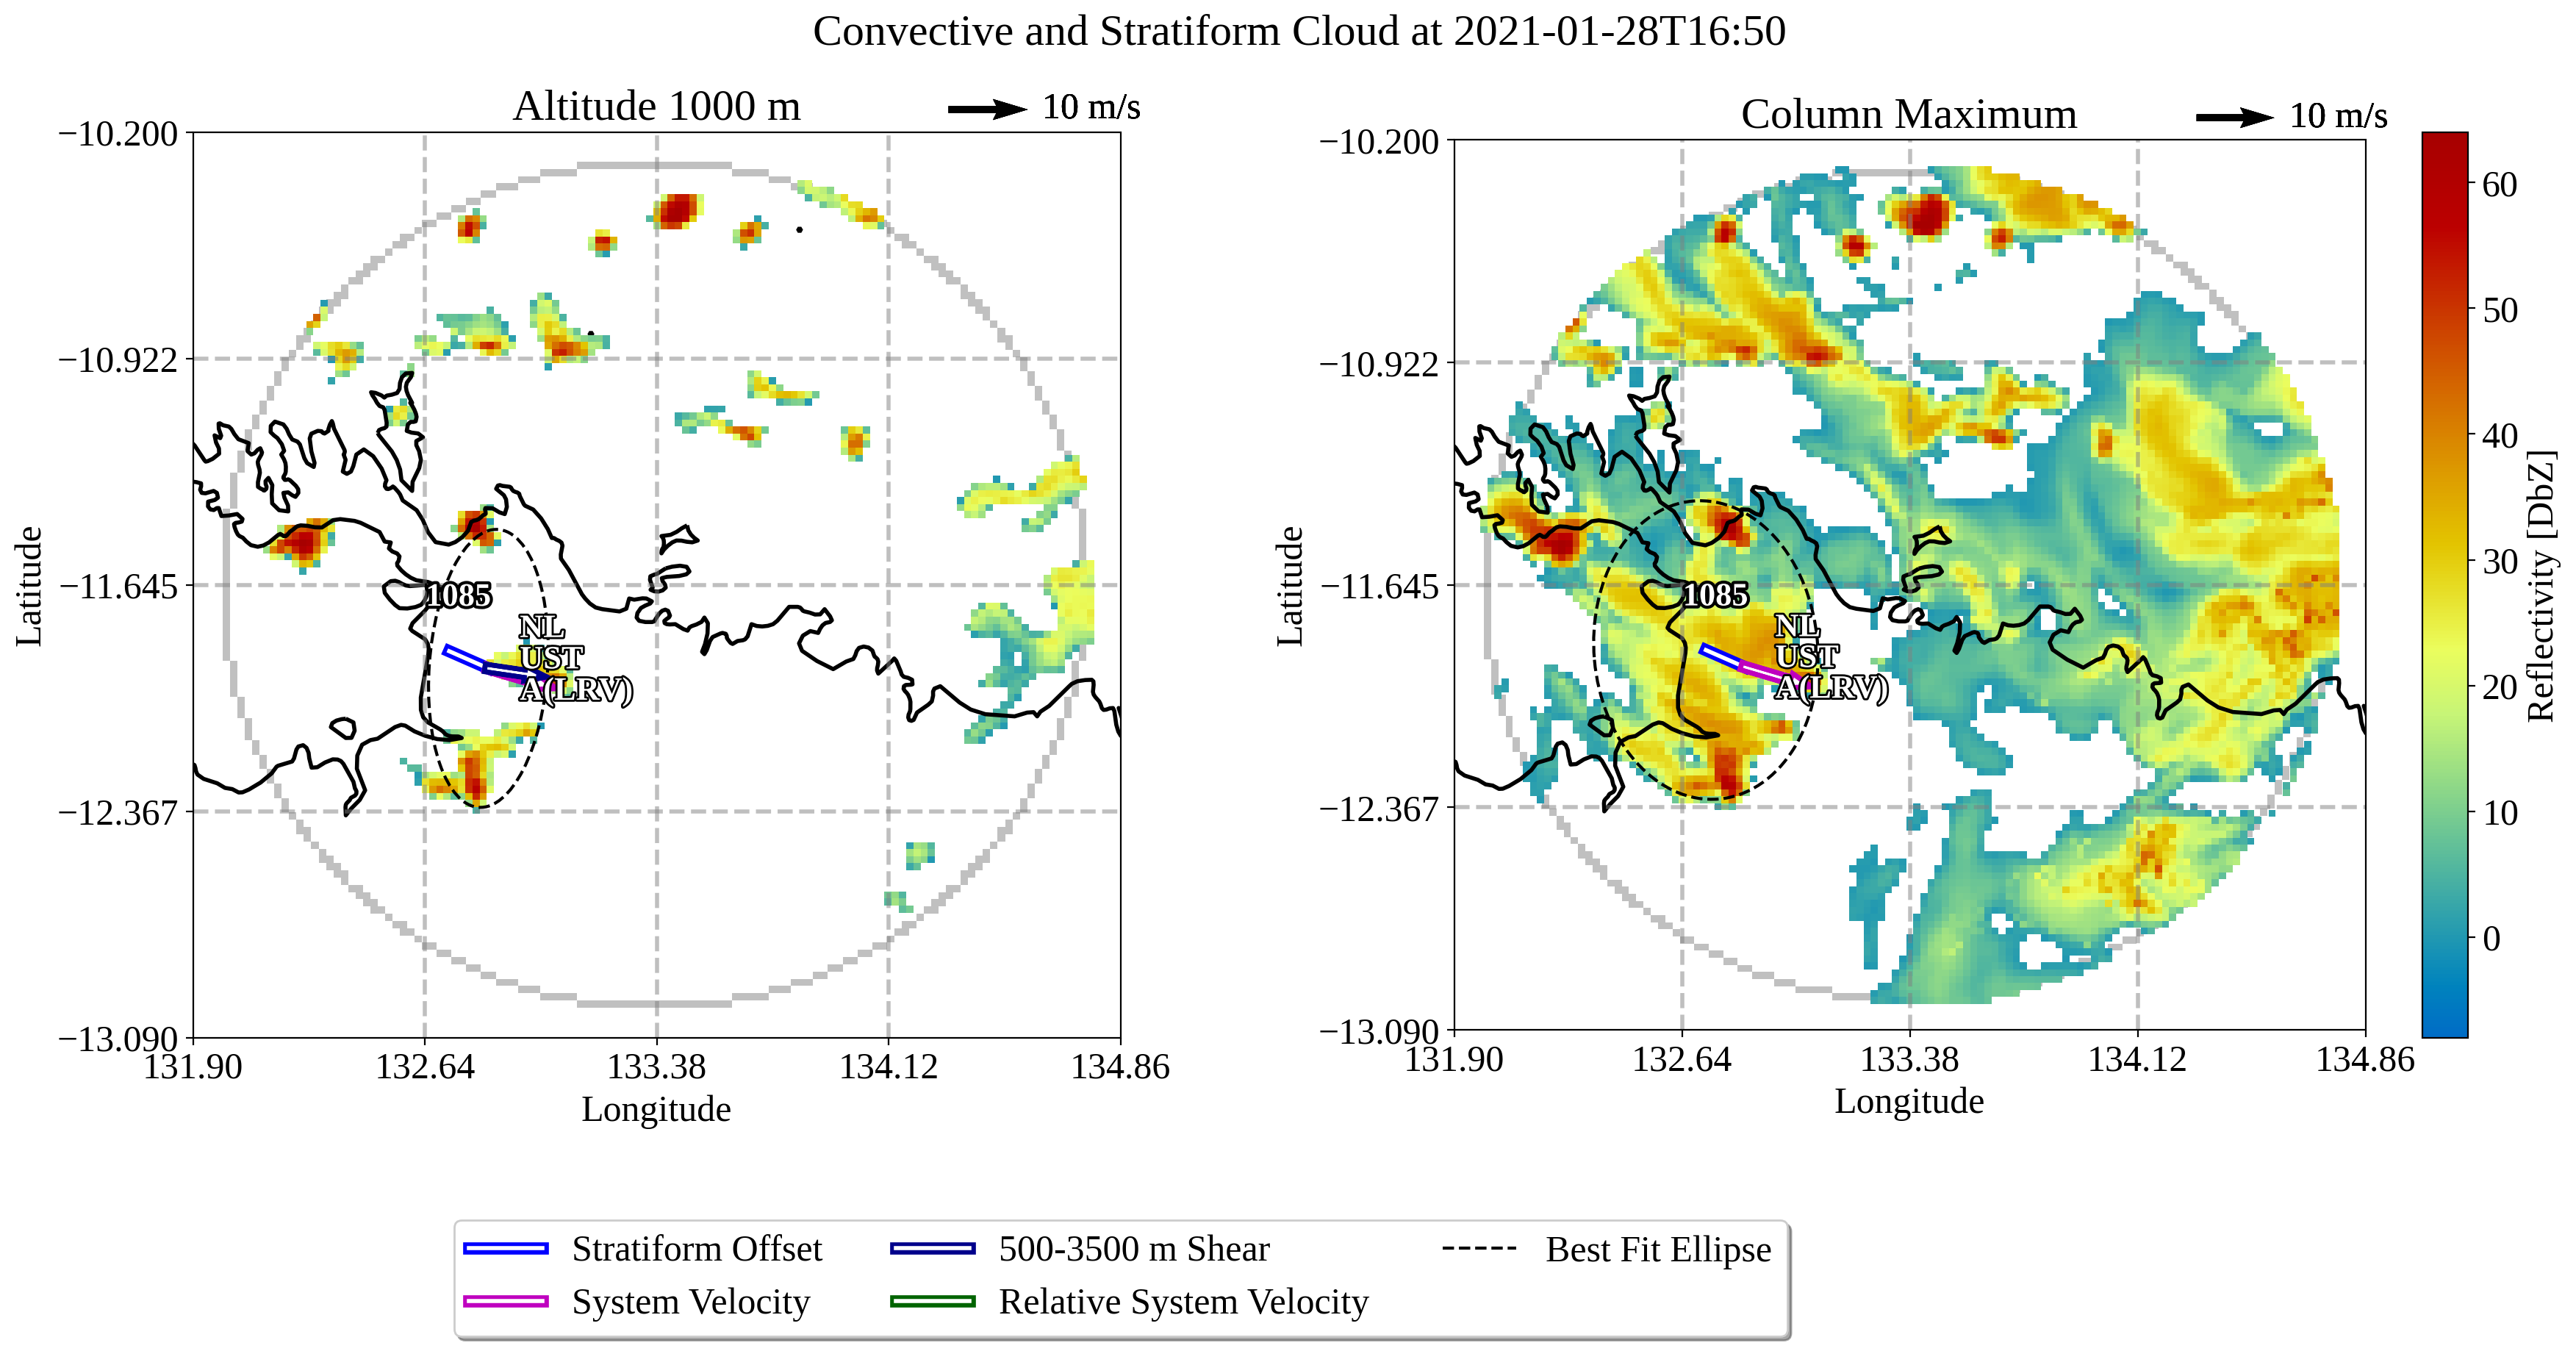 Convective and Stratiform Cloud at 2021-01-28T16:50
Altitude 1000 m
10 m/s
Column Maximum
10 m/s
−10.200
−10.922
−11.645
−12.367
−13.090
Latitude
131.90
132.64
133.38
134.12
134.86
Longitude
1085
NL
UST
A(LRV)
−10.200
−10.922
−11.645
−12.367
−13.090
Latitude
131.90
132.64
133.38
134.12
134.86
Longitude
1085
NL
UST
A(LRV)
60
50
40
30
20
10
0
Reflectivity [DbZ]
Stratiform Offset
500-3500 m Shear
Best Fit Ellipse
System Velocity
Relative System Velocity